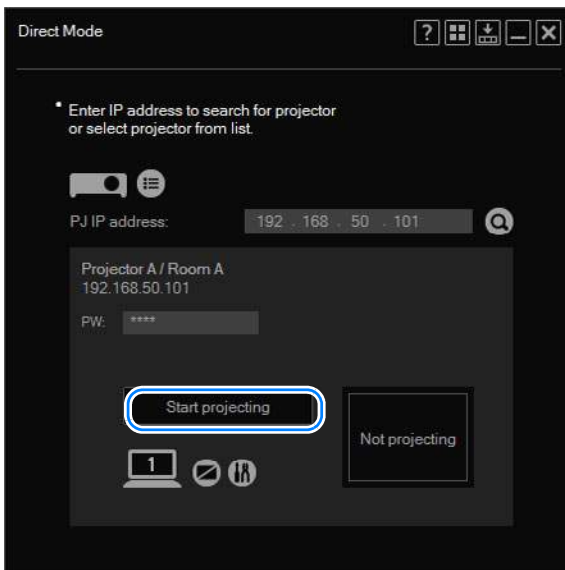 Direct Mode
?
• Enter IP address to search for projector
or select projector from list.
PJ IP address:
192 . 168 . 50 . 101
Projector A / Room A
192.168.50.101
PW:
****
Start projecting
Not projecting
1